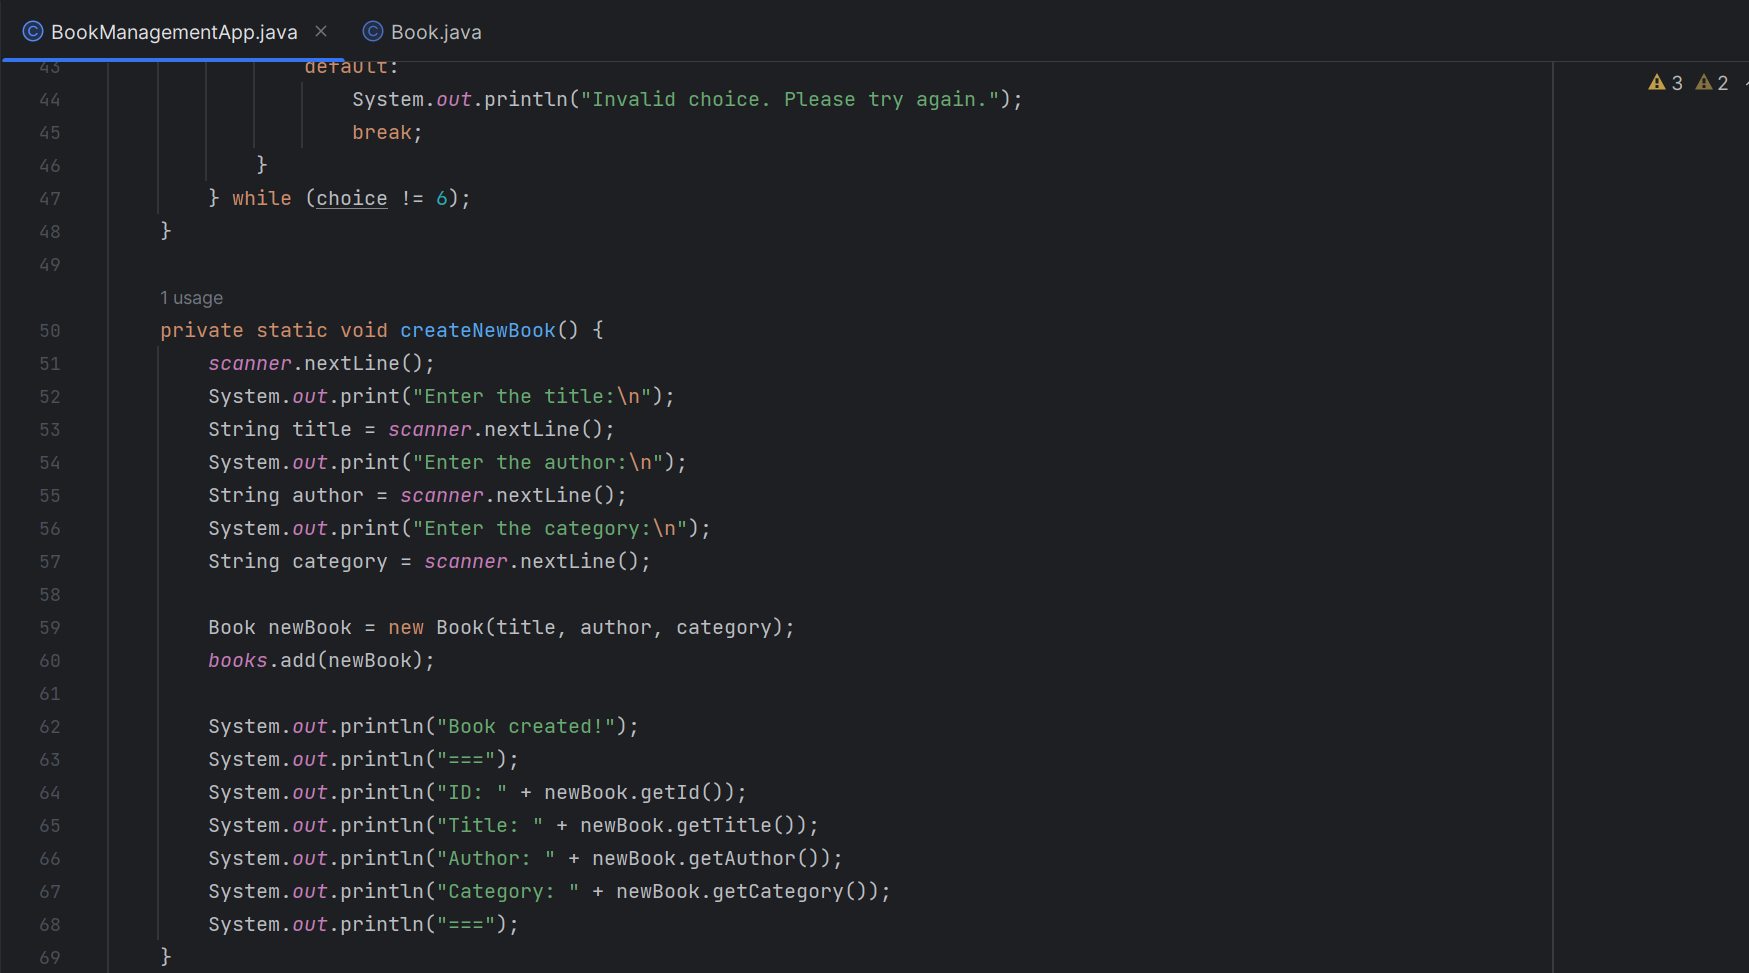 BookManagementApp.java × Book.java
3 2
43 default:
44 System.out.println("Invalid choice. Please try again.");
45 break;
46 }
47 } while (choice != 6);
48 }
49
1 usage
50 private static void createNewBook() {
51 scanner.nextLine();
52 System.out.print("Enter the title:\n");
53 String title = scanner.nextLine();
54 System.out.print("Enter the author:\n");
55 String author = scanner.nextLine();
56 System.out.print("Enter the category:\n");
57 String category = scanner.nextLine();
58
59 Book newBook = new Book(title, author, category);
60 books.add(newBook);
61
62 System.out.println("Book created!");
63 System.out.println("===");
64 System.out.println("ID: " + newBook.getId());
65 System.out.println("Title: " + newBook.getTitle());
66 System.out.println("Author: " + newBook.getAuthor());
67 System.out.println("Category: " + newBook.getCategory());
68 System.out.println("===");
69 }